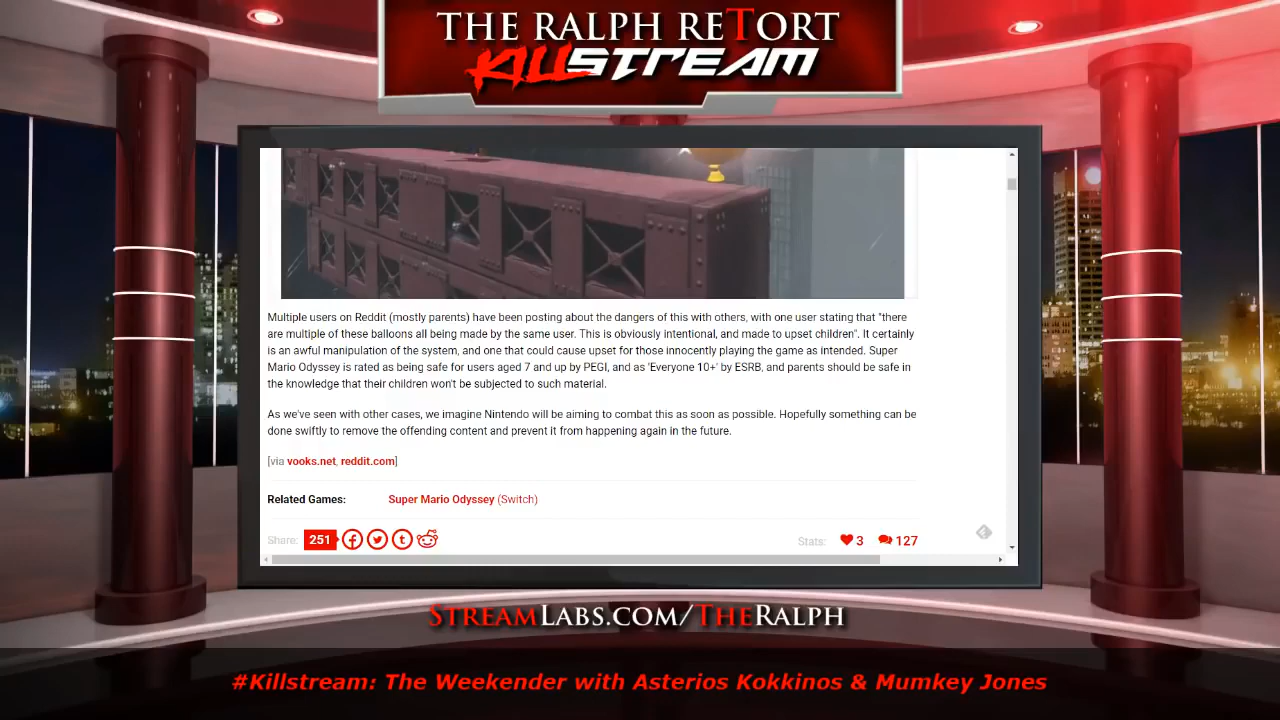 THE RALPH RETORT
KILLSTREAM
Multiple users on Reddit (mostly parents) have been posting about the dangers of this with others, with one user stating that "there
are multiple of these balloons all being made by the same user. This is obviously intentional, and made to upset children". It certainly
is an awful manipulation of the system, and one that could cause upset for those innocently playing the game as intended. Super
Mario Odyssey is rated as being safe for users aged 7 and up by PEGI, and as 'Everyone 10+' by ESRB, and parents should be safe in
the knowledge that their children won't be subjected to such material.
As we've seen with other cases, we imagine Nintendo will be aiming to combat this as soon as possible. Hopefully something can be
done swiftly to remove the offending content and prevent it from happening again in the future.
[via vooks.net, reddit.com]
Related Games: Super Mario Odyssey (Switch)
Share: 251 Stats: 3 127
STREAMLABS.COM/THERALPH
#Killstream: The Weekender with Asterios Kokkinos & Mumkey Jones